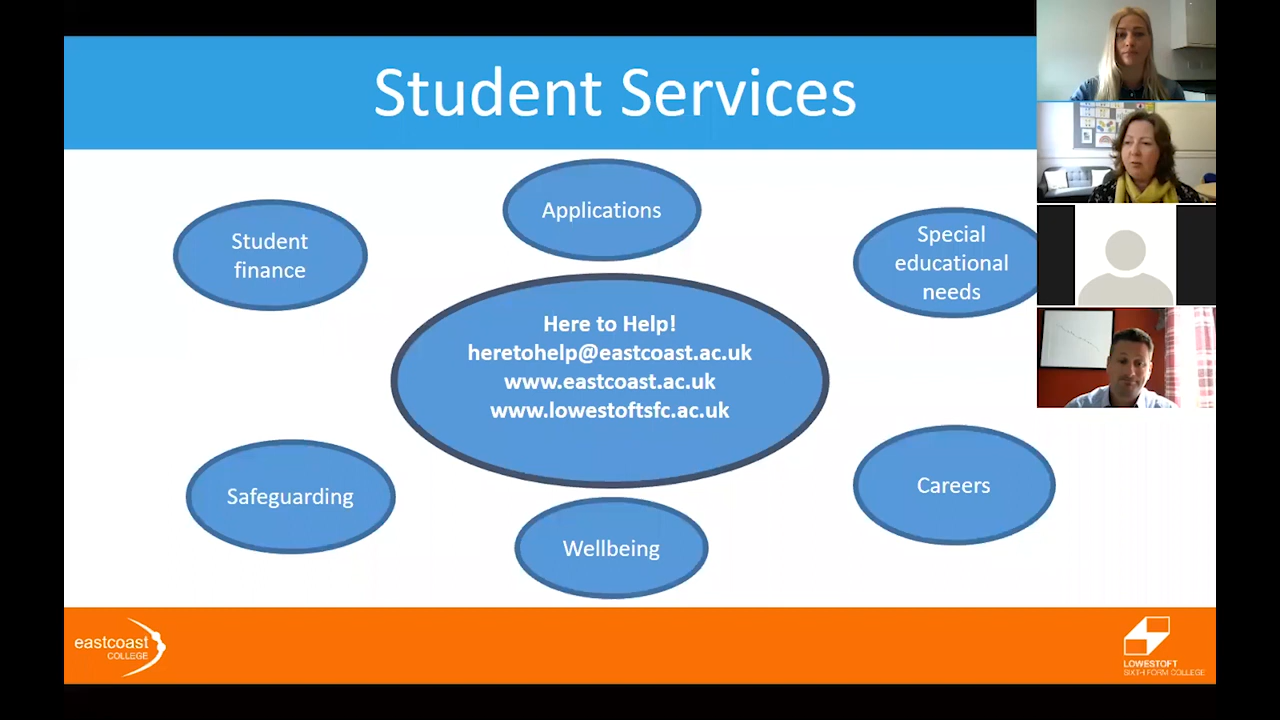 Student Services
Applications
Student
finance
Special
educational
needs
Here to Help!
heretohelp@eastcoast.ac.uk
www.eastcoast.ac.uk
www.lowestoftsfc.ac.uk
Safeguarding
Careers
Wellbeing
eastcoast
COLLEGE
LOWESTOFT
SIXTH FORM COLLEGE